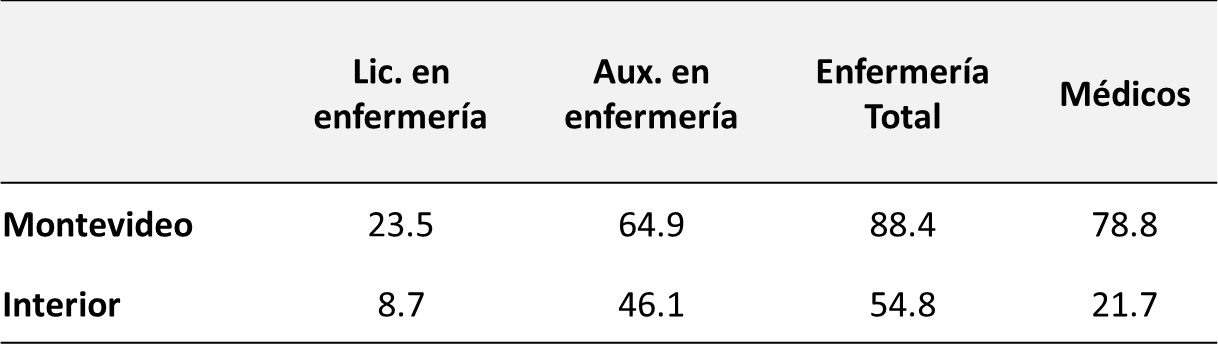 Lic. en Aux. en Enfermería Médicos
enfermería enfermería Total
Montevideo 23.5 64.9 88.4 78.8
Interior 8.7 46.1 54.8 21.7